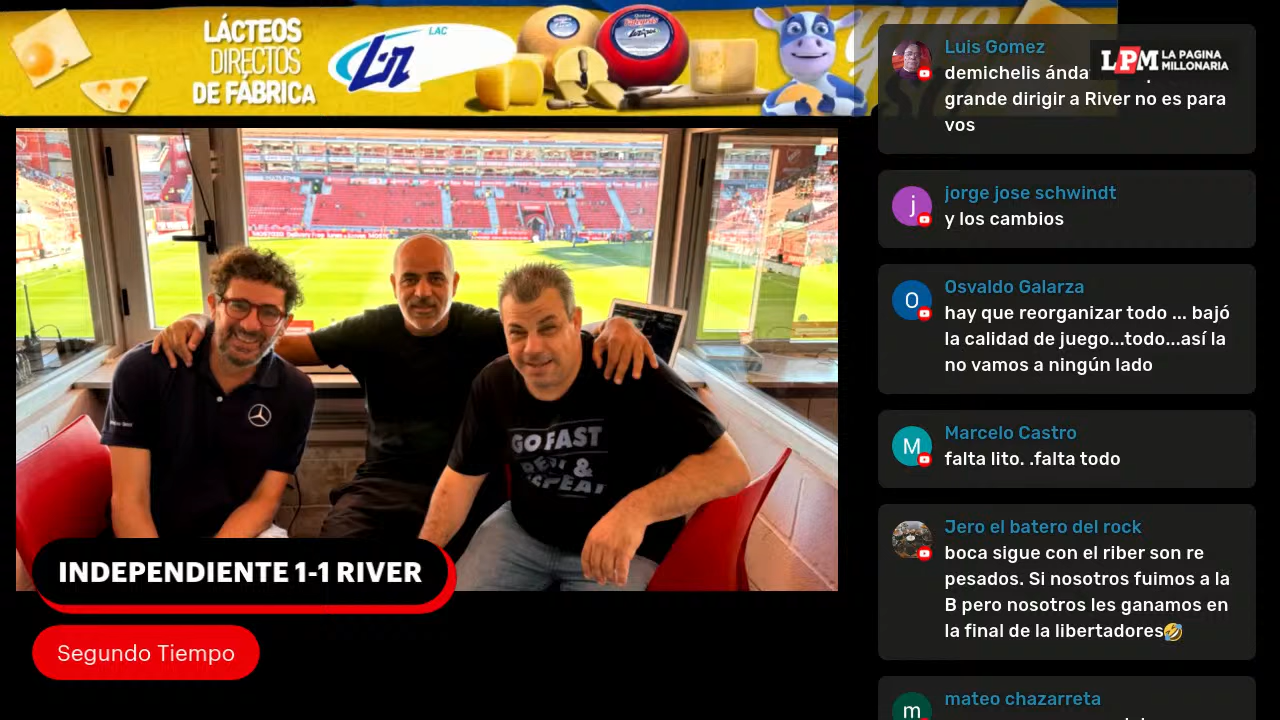 LÁCTEOS
DIRECTOS
DE FÁBRICA
LAC
INDEPENDIENTE 1-1 RIVER
Segundo Tiempo
GO FAST
LPM LA PAGINA
MILLONARIA
Luis Gomez
demichelis ánda
grande dirigir a River no es para
vos
j
jorge jose schwindt
y los cambios
O
Osvaldo Galarza
hay que reorganizar todo ... bajó
la calidad de juego...todo...así la
no vamos a ningún lado
M
Marcelo Castro
falta lito. .falta todo
Jero el batero del rock
boca sigue con el riber son re
pesados. Si nosotros fuimos a la
B pero nosotros les ganamos en
la final de la libertadores🤣
m
mateo chazarreta